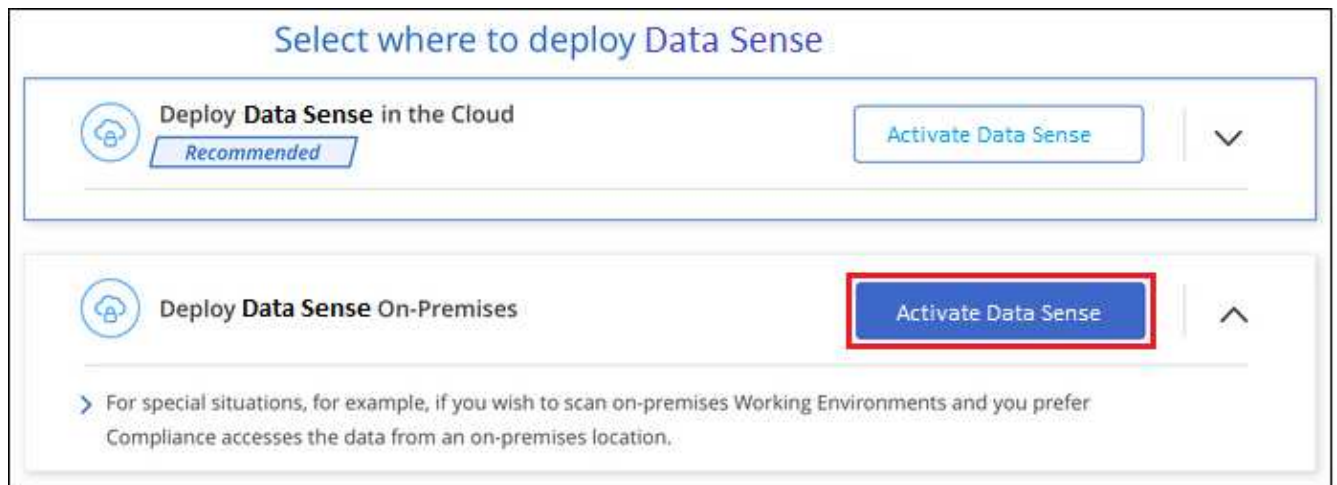 Select where to deploy Data Sense
Deploy Data Sense in the Cloud
Recommended
Activate Data Sense
Deploy Data Sense On-Premises
Activate Data Sense
For special situations, for example, if you wish to scan on-premises Working Environments and you prefer
Compliance accesses the data from an on-premises location.